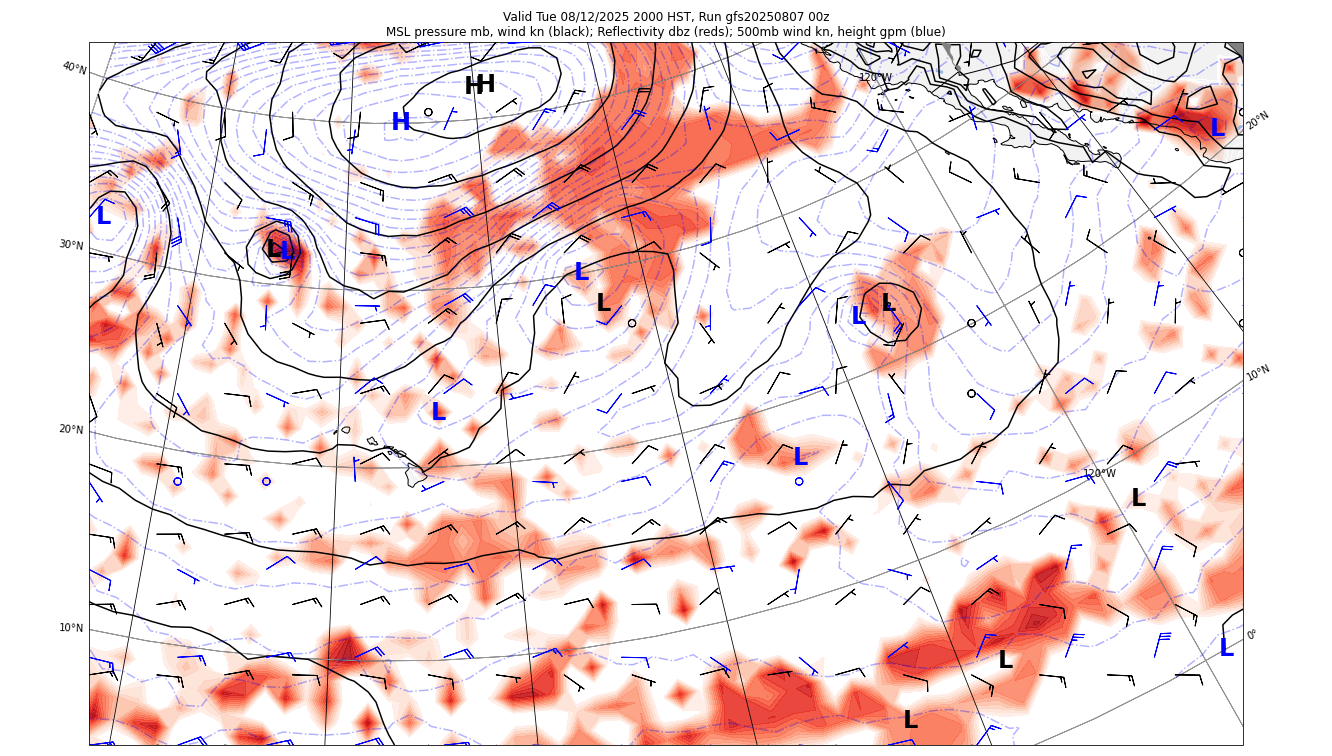 Valid Tue 08/12/2025 2000 HST, Run gfs20250807 00z
MSL pressure mb, wind kn (black); Reflectivity dbz (reds); 500mb wind kn, height gpm (blue)
40°N
120°W
HH
H
20°N
L
L
30°N
L L
L
L
L
L
10°N
L
20°N
L
120°W
L
10°N
0°
L
L
L